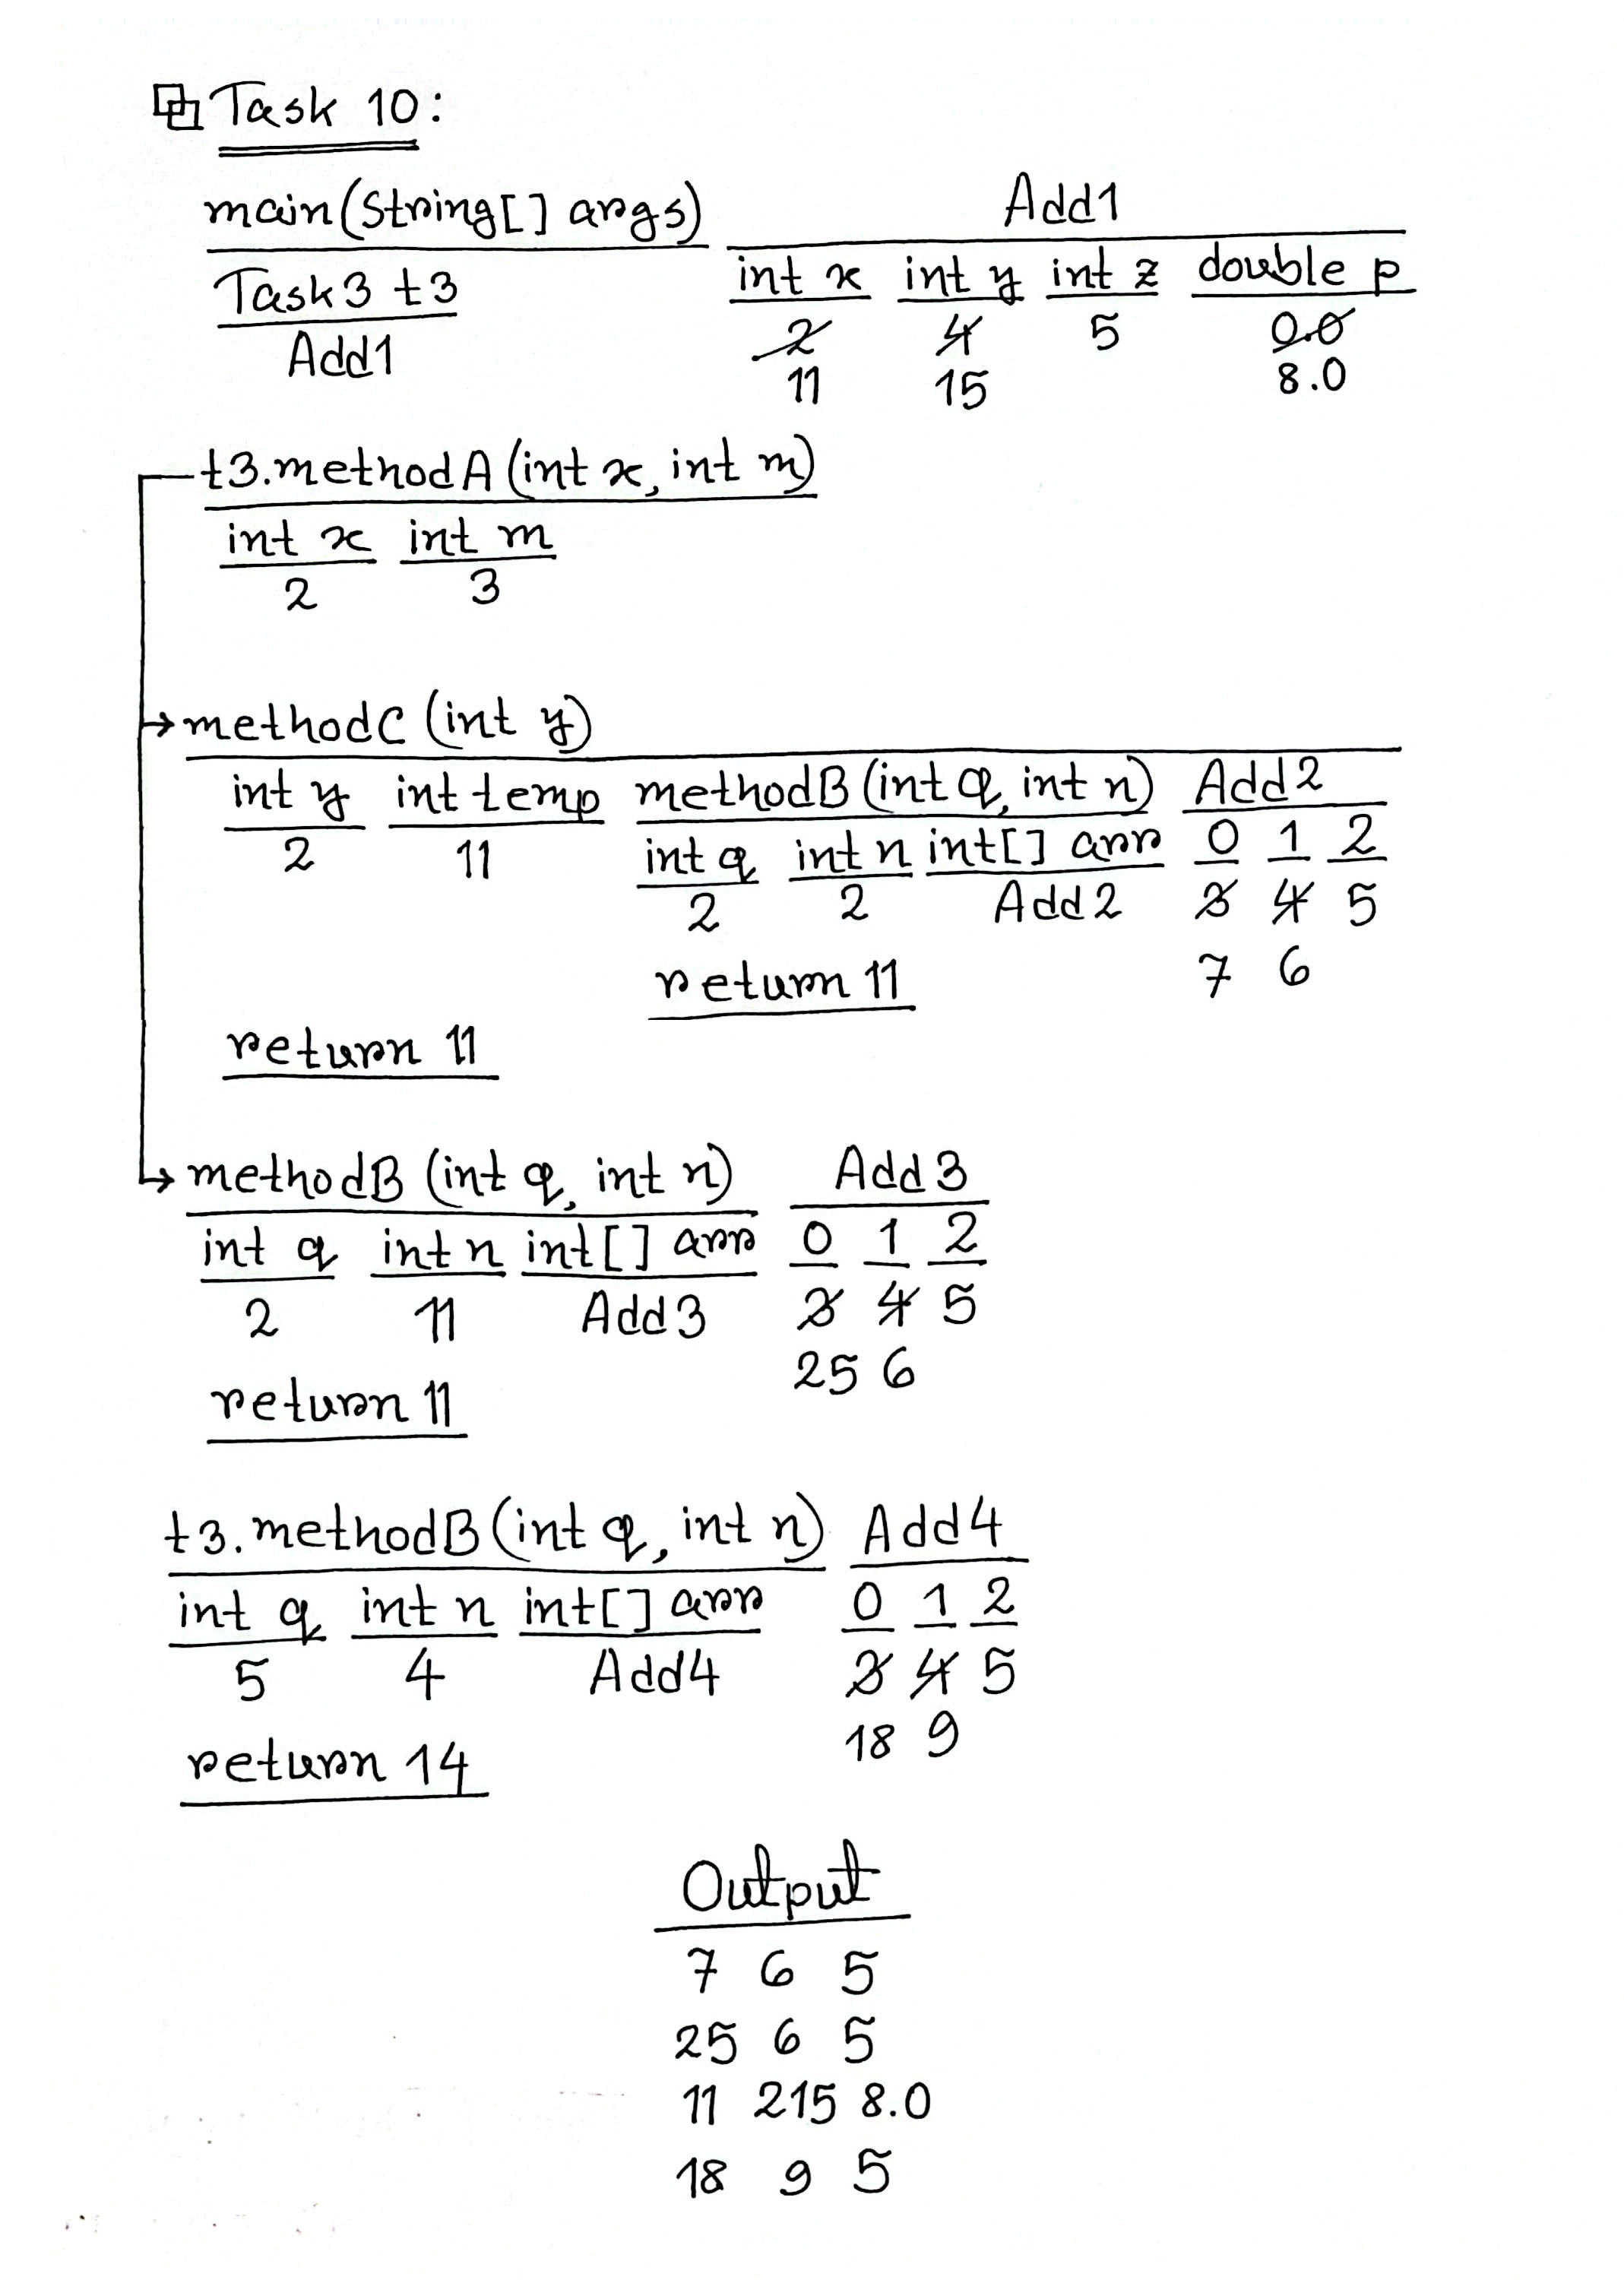 Task 10:
main(String[] args) Add1
Task3 t3 int x int y int z double p
Add1 2 4 5 0.0
11 15 8.0
t3.methodA (int x, int m)
int x int m
2 3
methodC (int y)
int y int temp methodB (int q, int n) Add2
2 11 int q int n int[] arr 0 1 2
2 2 Add2 3 4 5
return 11 7 6
return 11
methodB (int q, int n) Add3
int q int n int[] arr 0 1 2
2 11 Add3 3 4 5
25 6
return 11
t3.methodB (int q, int n) Add4
int q int n int[] arr 0 1 2
5 4 Add4 3 4 5
return 14 18 9
Output
7 6 5
25 6 5
11 215 8.0
18 9 5